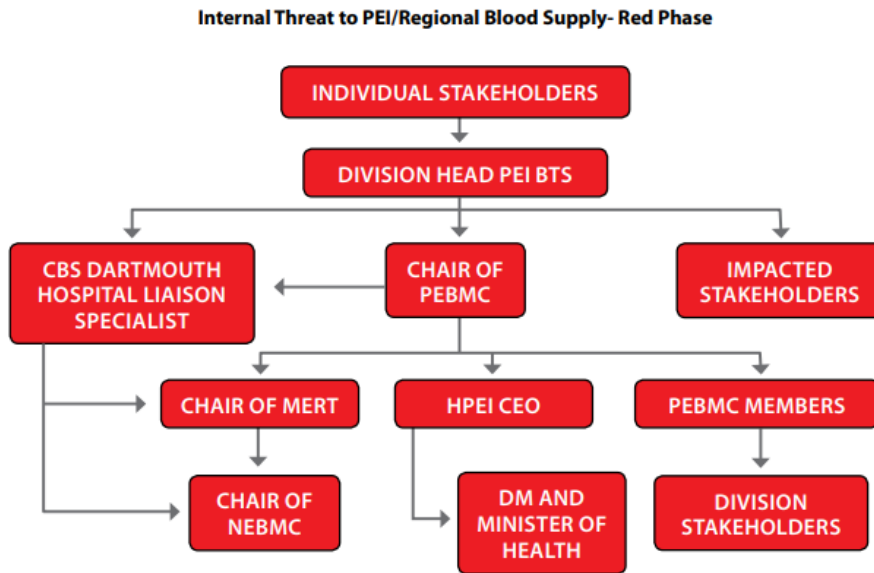 Internal Threat to PEI/Regional Blood Supply- Red Phase
INDIVIDUAL STAKEHOLDERS
DIVISION HEAD PEI BTS
CBS DARTMOUTH
HOSPITAL LIAISON
SPECIALIST
CHAIR OF
PEBMC
IMPACTED
STAKEHOLDERS
CHAIR OF MERT
HPEI CEO
PEBMC MEMBERS
CHAIR OF
NEBMC
DM AND
MINISTER OF
HEALTH
DIVISION
STAKEHOLDERS